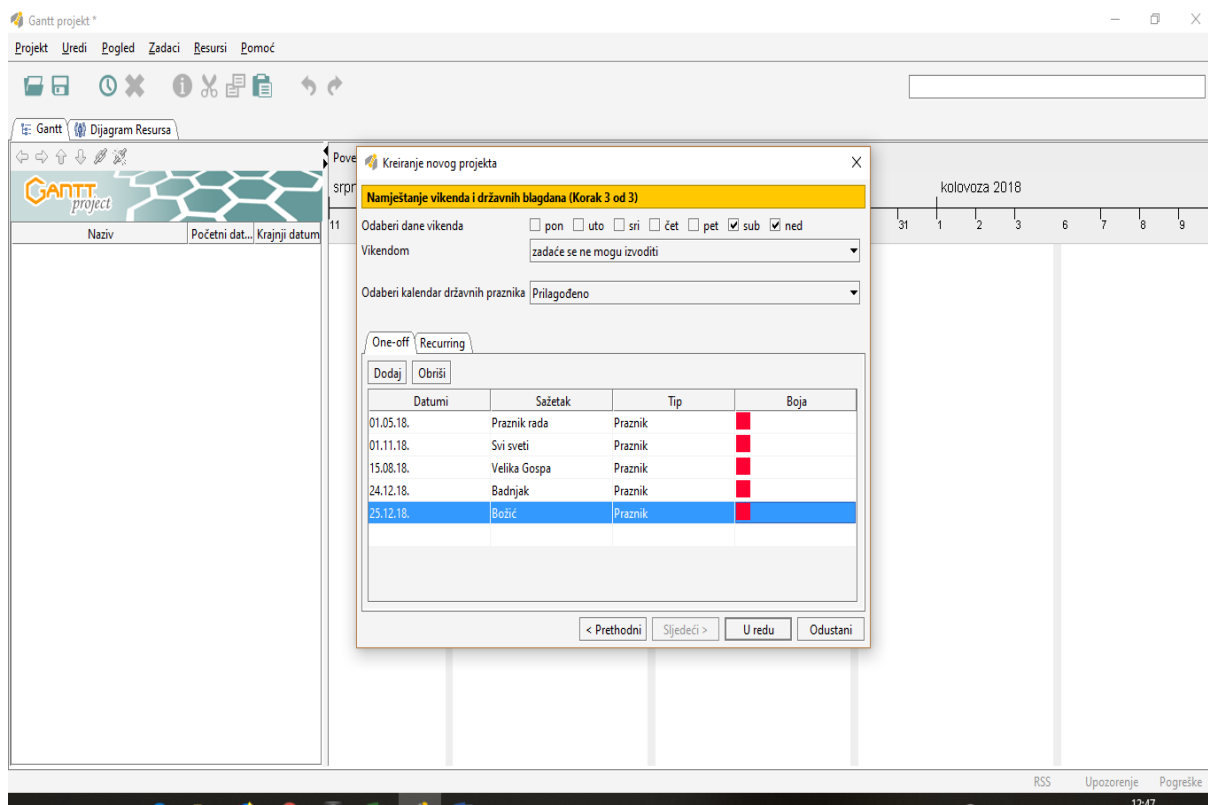 Gantt projekt *
Projekt Uredi Pogled Zadaci Resursi Pomoć
Gantt Dijagram Resursa
GANTT
project
Naziv Početni dat... Krajnji datum
Pove
srpn
11
kolovoza 2018
31 1 2 3 6 7 8 9
Kreiranje novog projekta
Namještanje vikenda i državnih blagdana (Korak 3 od 3)
Odaberi dane vikenda pon uto sri čet pet sub ned
Vikendom zadaće se ne mogu izvoditi
Odaberi kalendar državnih praznika Prilagođeno
One-off Recurring
Dodaj Obriši
Datumi Sažetak Tip Boja
01.05.18. Praznik rada Praznik
01.11.18. Svi sveti Praznik
15.08.18. Velika Gospa Praznik
24.12.18. Badnjak Praznik
25.12.18. Božić Praznik
< Prethodni Sljedeći > U redu Odustani
RSS Upozorenje Pogreške
12:47